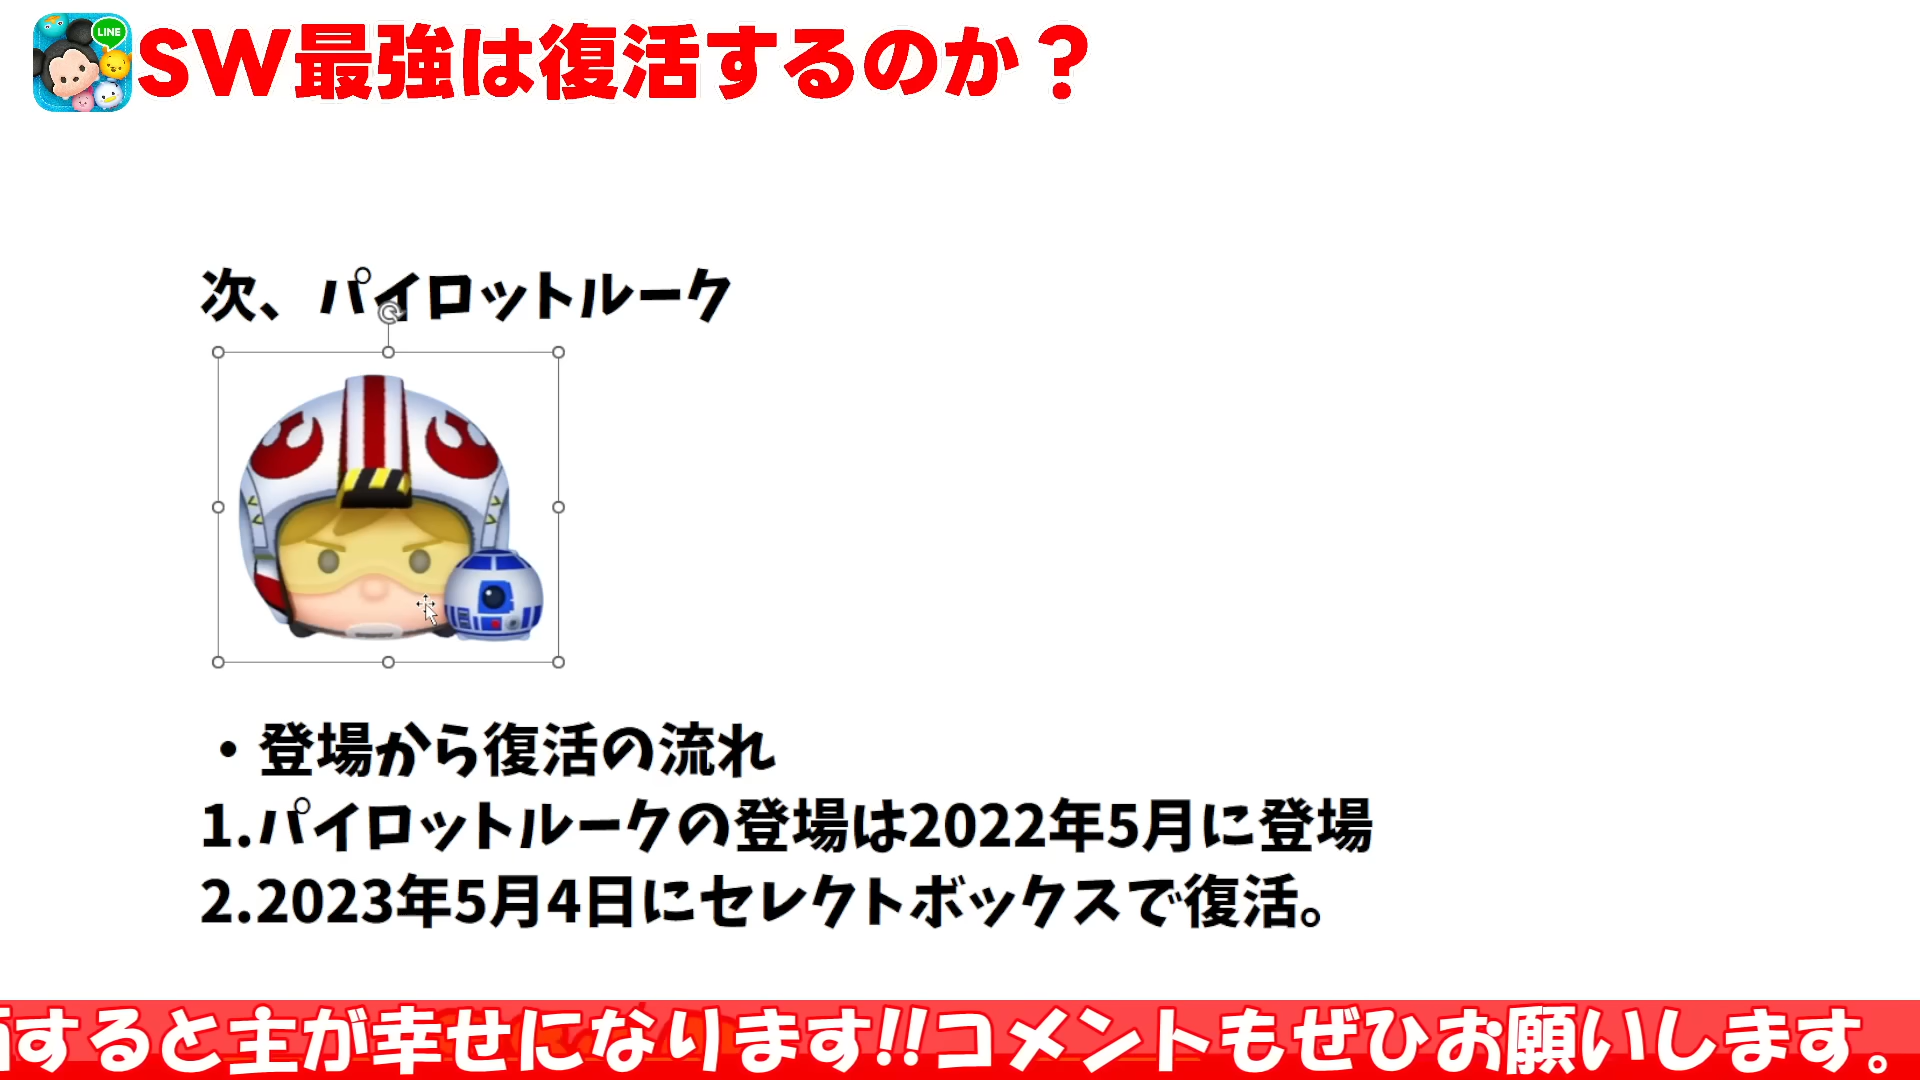 LINE
SW最強は復活するのか？
次、パイロットルーク
・登場から復活の流れ
1.パイロットルークの登場は2022年5月に登場
2.2023年5月4日にセレクトボックスで復活。
すると主が幸せになります!!コメントもぜひお願いします。